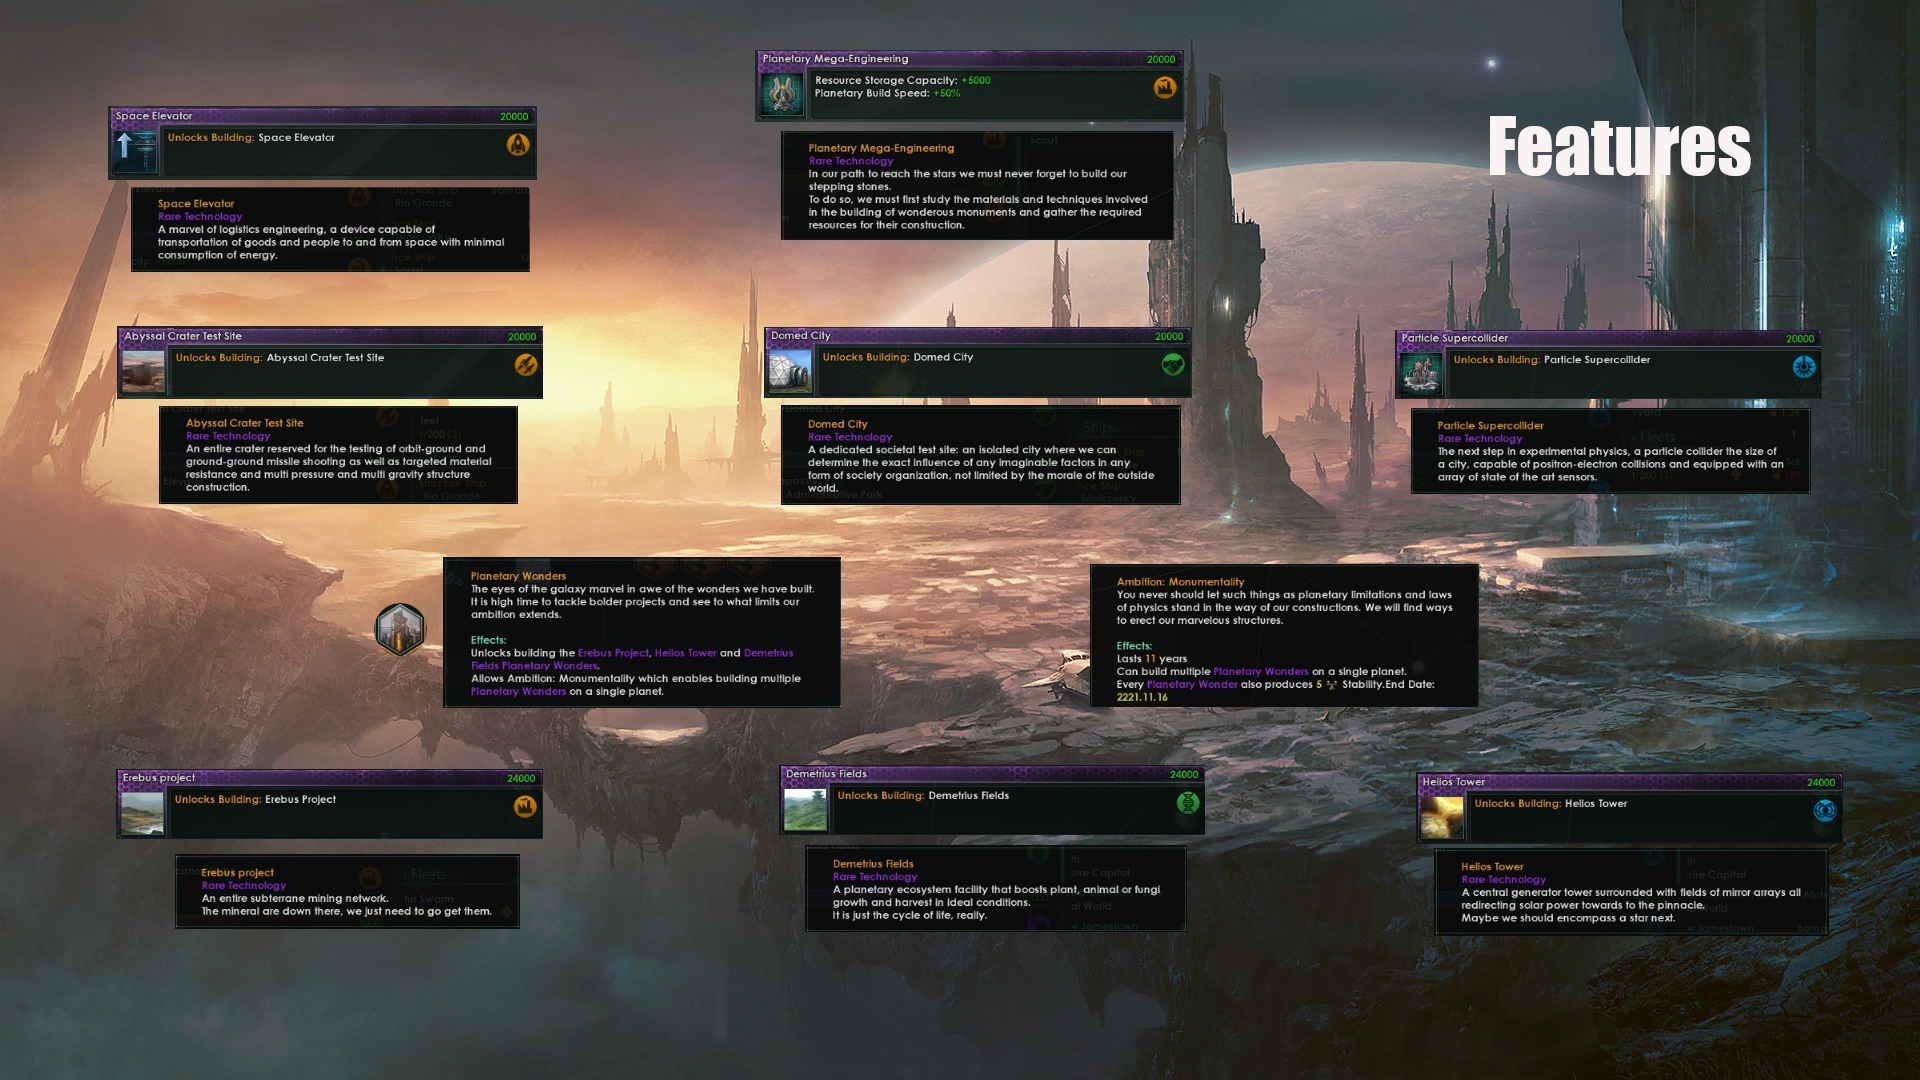 Features
Planetary Mega-Engineering 20000
Resource Storage Capacity: +5000
Planetary Build Speed: +50%
Planetary Mega-Engineering
Rare Technology
In our path to reach the stars we must never forget to build our
stepping stones.
To do so, we must first study the materials and techniques involved
in the building of wonderous monuments and gather the required
resources for their construction.
Space Elevator 20000
Unlocks Building: Space Elevator
Space Elevator
Rare Technology
A marvel of logistics engineering, a device capable of
transportation of goods and people to and from space with minimal
consumption of energy.
Abyssal Crater Test Site 20000
Unlocks Building: Abyssal Crater Test Site
Abyssal Crater Test Site
Rare Technology
An entire crater reserved for the testing of orbit-ground and
ground-ground missile shooting as well as targeted material
resistance and multi pressure and multi gravity structure
construction.
Domed City 20000
Unlocks Building: Domed City
Domed City
Rare Technology
A dedicated societal test site: an isolated city where we can
determine the exact influence of any imaginable factors in any
form of society organization, not limited by the morale of the outside
world.
Particle Supercollider 20000
Unlocks Building: Particle Supercollider
Particle Supercollider
Rare Technology
The next step in experimental physics, a particle collider the size of
a city, capable of positron-electron collisions and equipped with an
array of state of the art sensors.
Planetary Wonders
The eyes of the galaxy marvel in awe of the wonders we have built.
It is high time to tackle bolder projects and see to what limits our
ambition extends.
Effects:
Unlocks building the Erebus Project, Helios Tower and Demetrius
Fields Planetary Wonders.
Allows Ambition: Monumentality which enables building multiple
Planetary Wonders on a single planet.
Ambition: Monumentality
You never should let such things as planetary limitations and laws
of physics stand in the way of our constructions. We will find ways
to erect our marvelous structures.
Effects:
Lasts 11 years
Can build multiple Planetary Wonders on a single planet.
Every Planetary Wonder also produces 5 Stability.End Date:
2221.11.16
Erebus project 24000
Unlocks Building: Erebus Project
Erebus project
Rare Technology
An entire subterrane mining network.
The mineral are down there, we just need to go get them.
Demetrius Fields 24000
Unlocks Building: Demetrius Fields
Demetrius Fields
Rare Technology
A planetary ecosystem facility that boosts plant, animal or fungi
growth and harvest in ideal conditions.
It is just the cycle of life, really.
Helios Tower 24000
Unlocks Building: Helios Tower
Helios Tower
Rare Technology
A central generator tower surrounded with fields of mirror arrays all
redirecting solar power towards to the pinnacle.
Maybe we should encompass a star next.